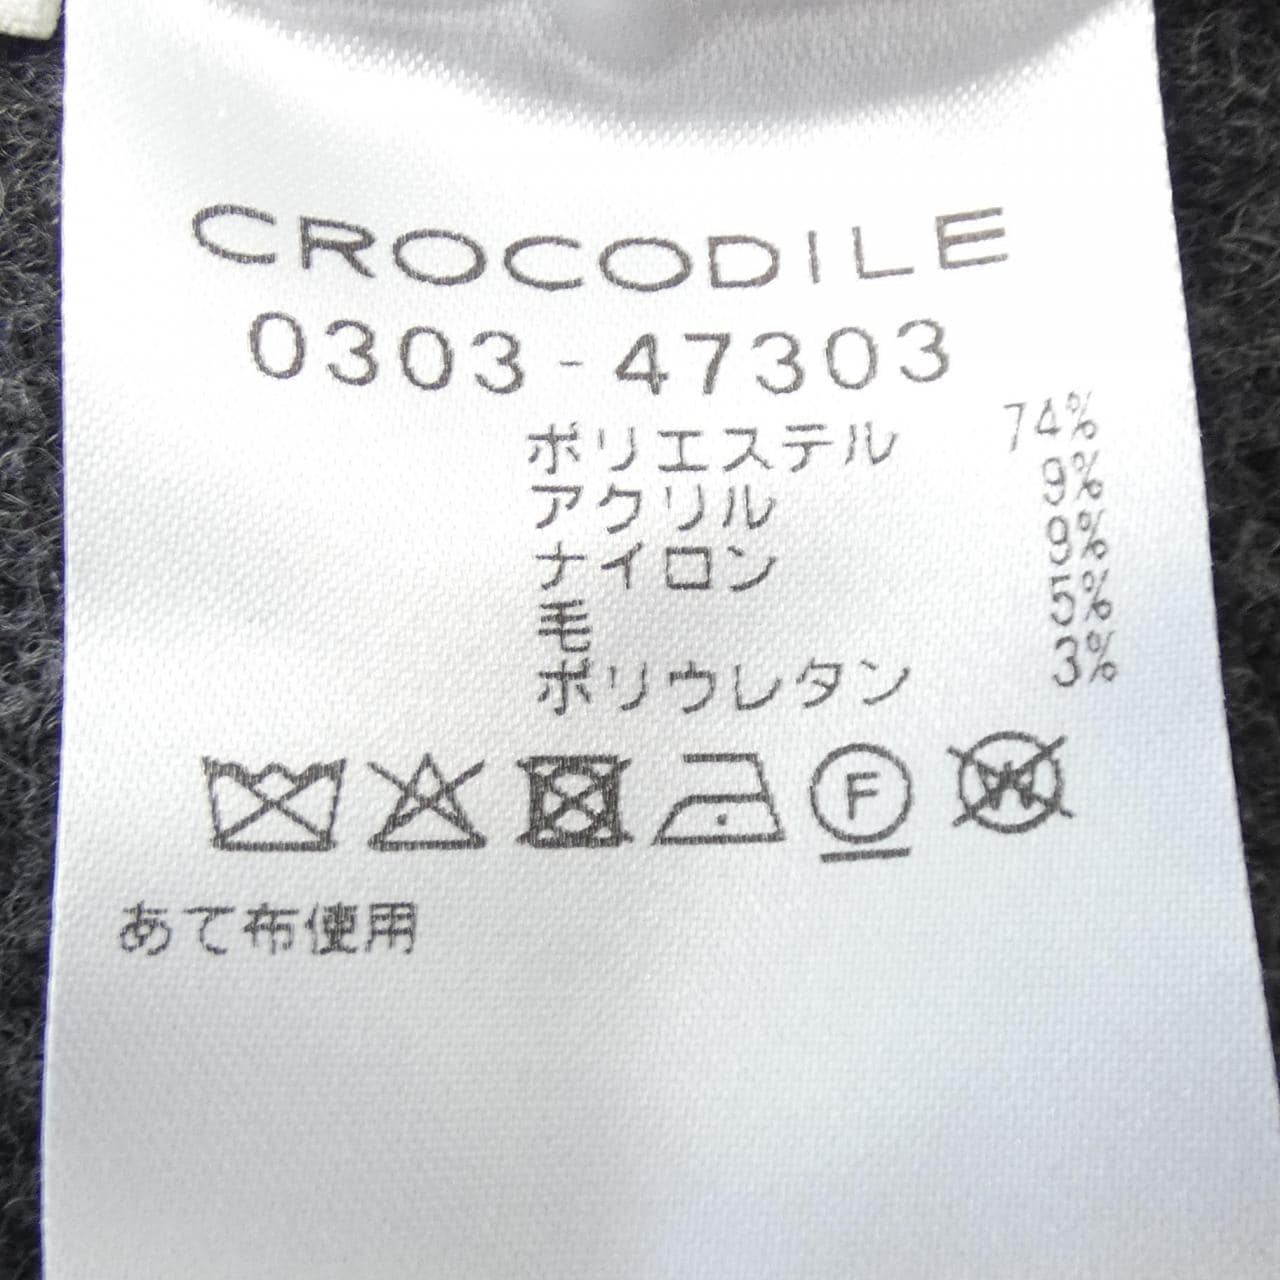 CROCODILE
0303-47303
ポリエステル 74%
アクリル 9%
ナイロン 9%
毛 5%
ポリウレタン 3%
F W
あて布使用